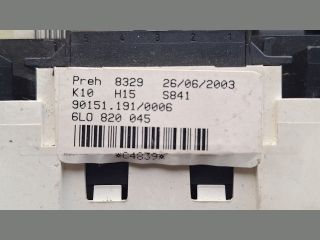 Preh 8329 26/06/2003
K10 H15 S841
90151.191/0006
6L0 820 045
*C4839*